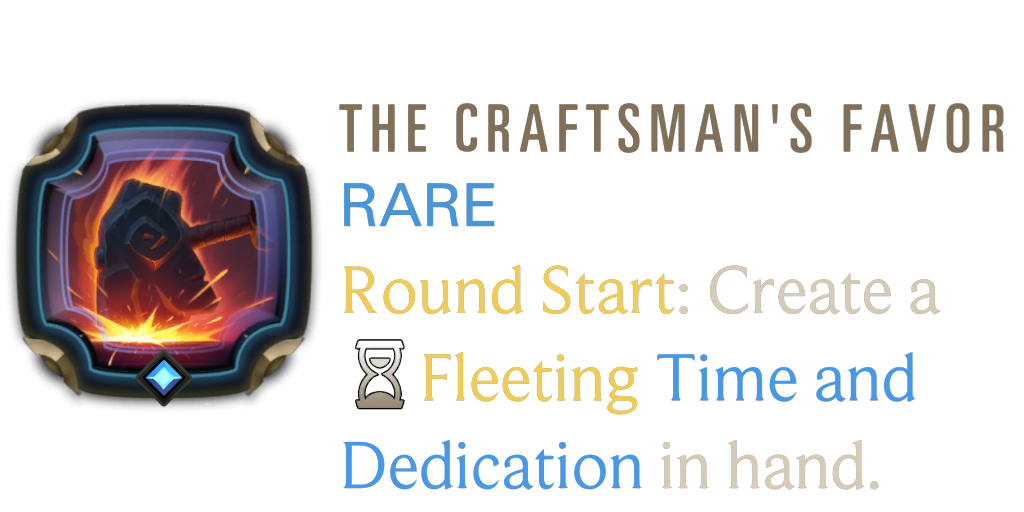 THE CRAFTSMAN'S FAVOR
RARE
Round Start: Create a
Fleeting Time and
Dedication in hand.